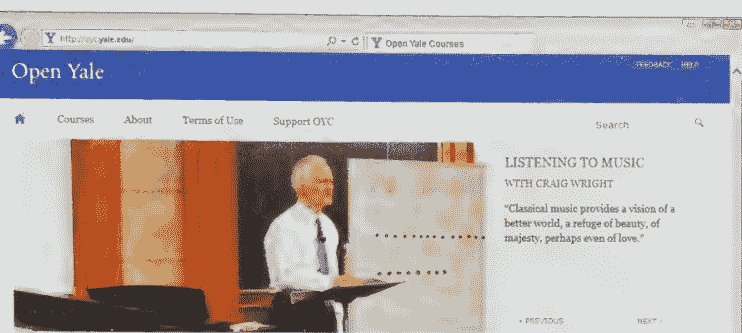 http://oyc.yale.edu/
Open Yale Courses
FEEDBACK HELP
Open Yale
Courses About Terms of Use Support OYC Search
LISTENING TO MUSIC
WITH CRAIG WRIGHT
"Classical music provides a vision of a
better world, a refuge of beauty, of
majesty, perhaps even of love."
‹ PREVIOUS NEXT ›